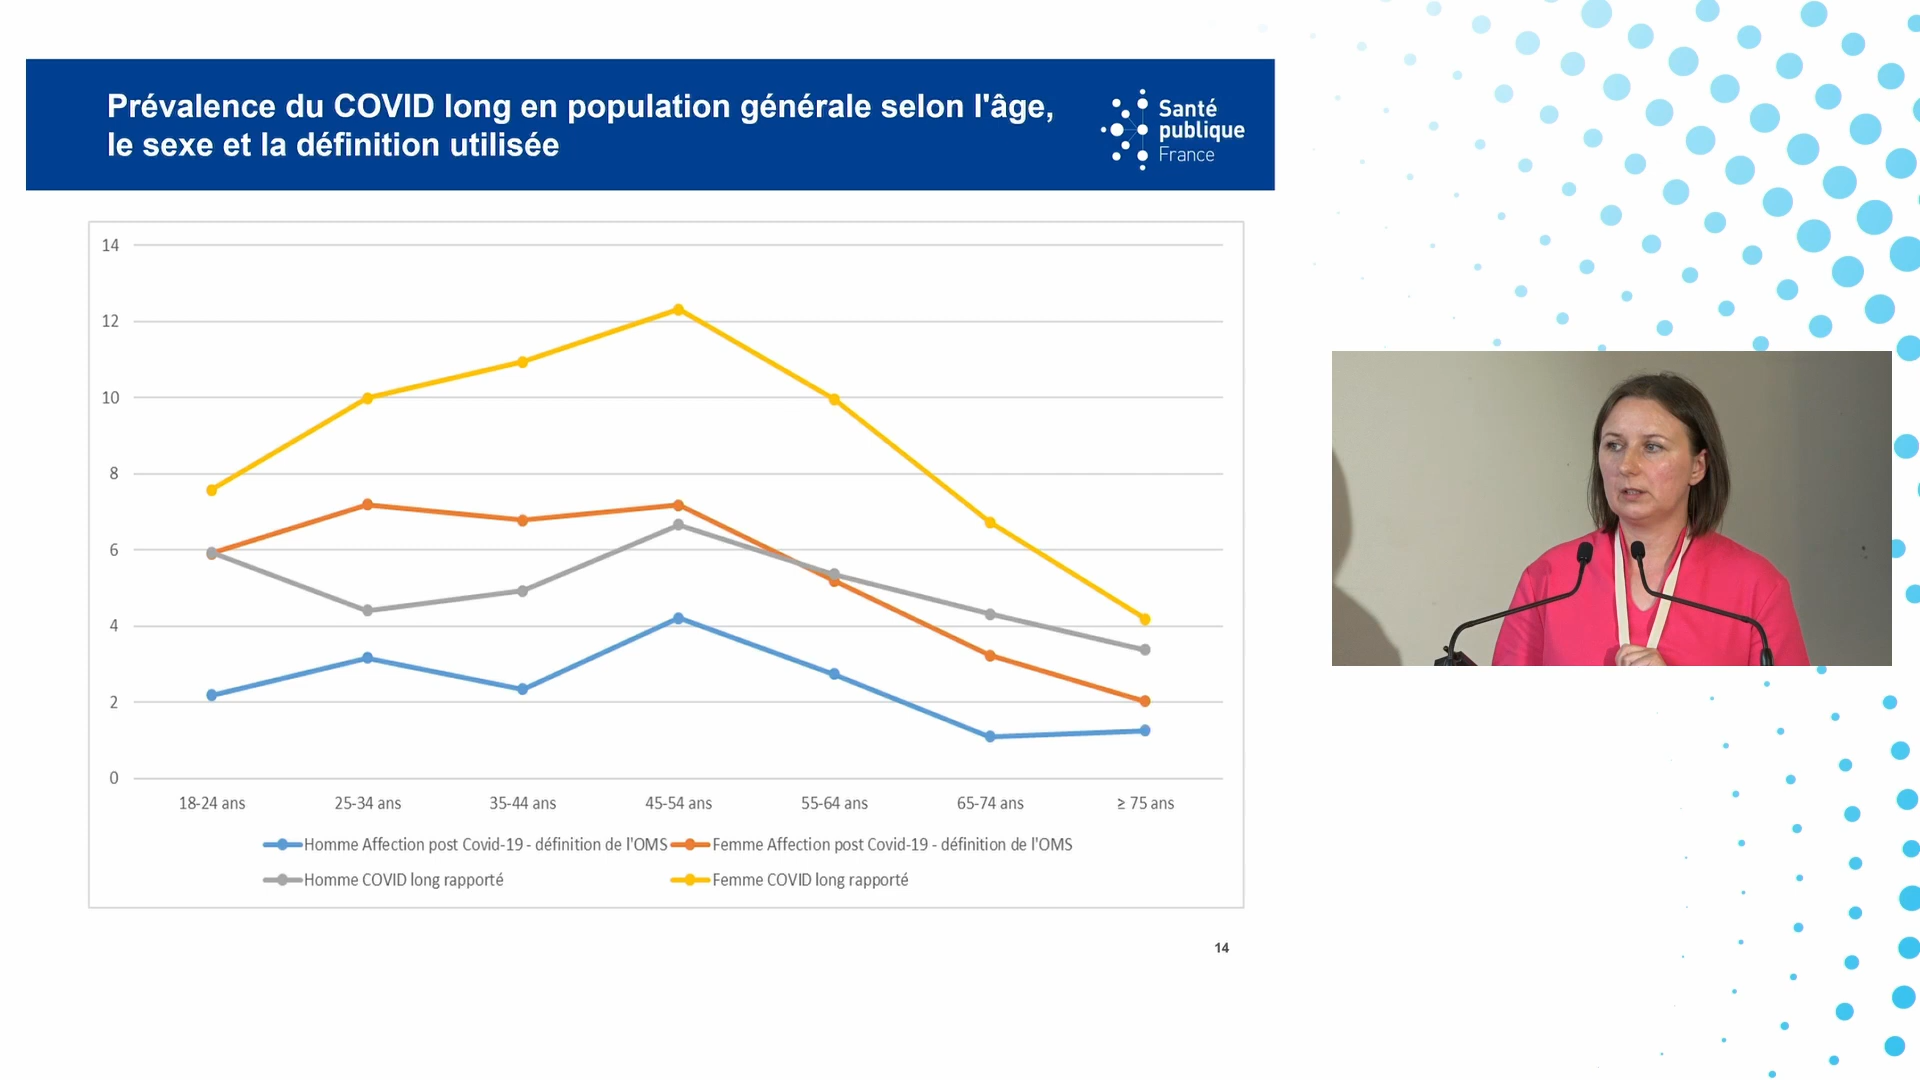 Prévalence du COVID long en population générale selon l'âge,
le sexe et la définition utilisée
Santé
publique
France
14
12
10
8
6
4
2
0
18-24 ans
25-34 ans
35-44 ans
45-54 ans
55-64 ans
65-74 ans
≥ 75 ans
Homme Affection post Covid-19 - définition de l'OMS
Femme Affection post Covid-19 - définition de l'OMS
Homme COVID long rapporté
Femme COVID long rapporté
14